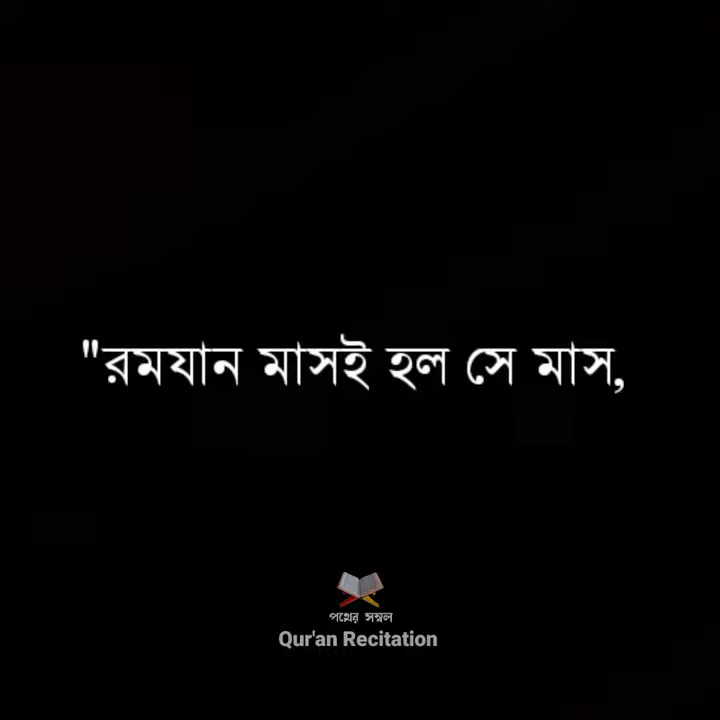 "রমযান মাসই হল সে মাস,
পথের সম্বল
Qur'an Recitation